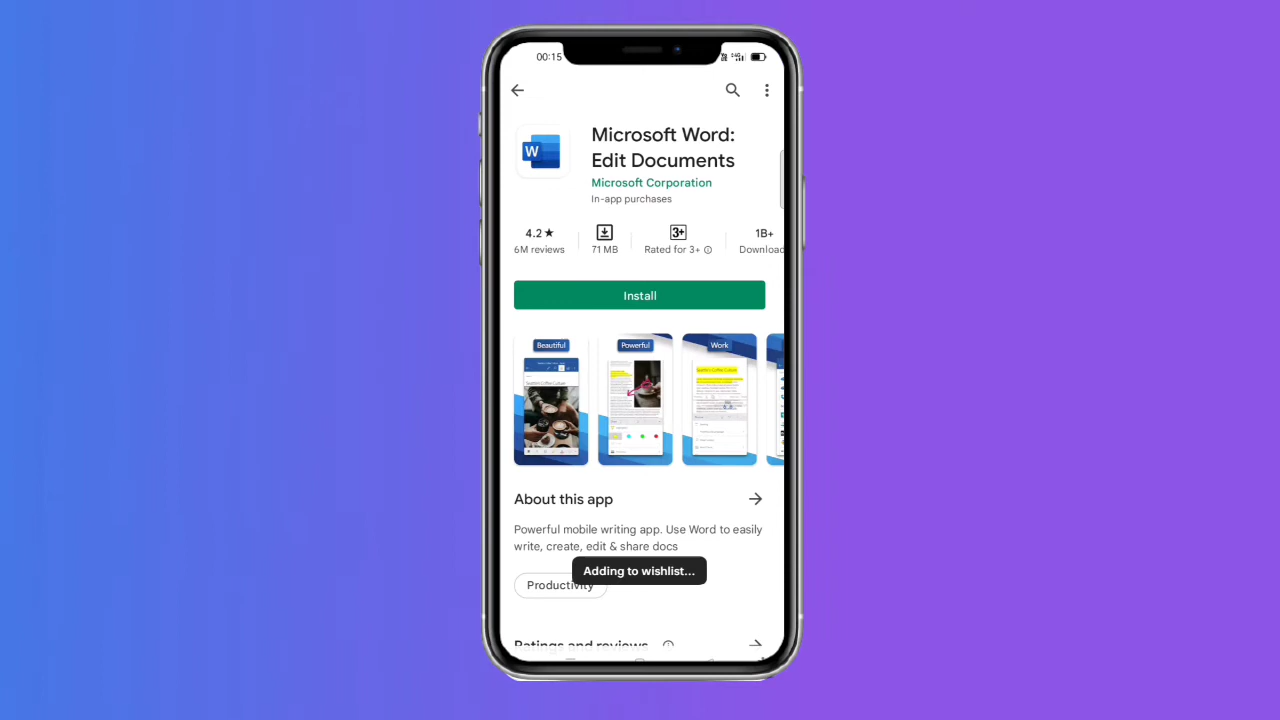 00:15
Microsoft Word:
Edit Documents
Microsoft Corporation
In-app purchases
W
4.2 ★
3+
1B+
6M reviews
71 MB
Rated for 3+
Download
Install
Beautiful
Powerful
Work
About this app
Powerful mobile writing app. Use Word to easily
write, create, edit & share docs
Adding to wishlist...
Productivity
Ratings and reviews